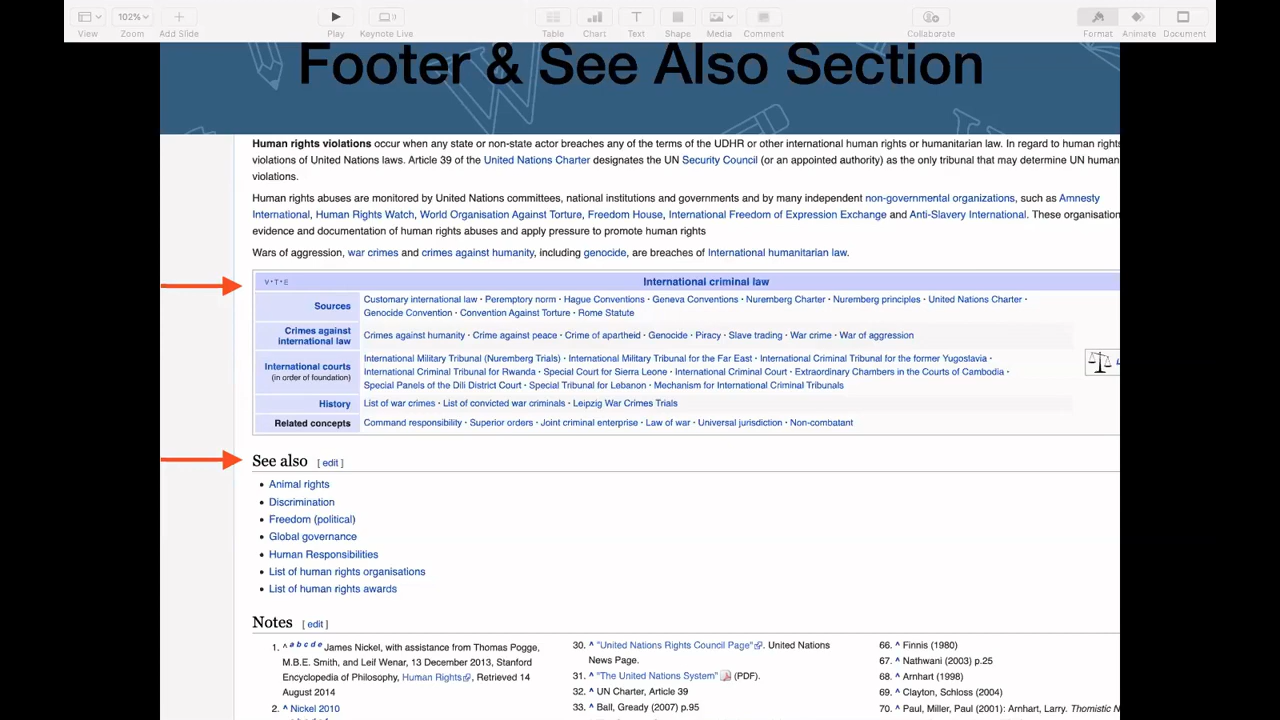 102%
View
Zoom
Add Slide
Play
Keynote Live
Table
Chart
Text
Shape
Media
Comment
Collaborate
Format
Animate
Document
Footer & See Also Section
Human rights violations occur when any state or non-state actor breaches any of the terms of the UDHR or other international human rights or humanitarian law. In regard to human rights
violations of United Nations laws. Article 39 of the United Nations Charter designates the UN Security Council (or an appointed authority) as the only tribunal that may determine UN human
violations.
Human rights abuses are monitored by United Nations committees, national institutions and governments and by many independent non-governmental organizations, such as Amnesty
International, Human Rights Watch, World Organisation Against Torture, Freedom House, International Freedom of Expression Exchange and Anti-Slavery International. These organisation
evidence and documentation of human rights abuses and apply pressure to promote human rights
Wars of aggression, war crimes and crimes against humanity, including genocide, are breaches of International humanitarian law.
V·T·E
International criminal law
Sources
Customary international law · Peremptory norm · Hague Conventions · Geneva Conventions · Nuremberg Charter · Nuremberg principles · United Nations Charter ·
Genocide Convention · Convention Against Torture · Rome Statute
Crimes against
international law
Crimes against humanity · Crime against peace · Crime of apartheid · Genocide · Piracy · Slave trading · War crime · War of aggression
International courts
(in order of foundation)
International Military Tribunal (Nuremberg Trials) · International Military Tribunal for the Far East · International Criminal Tribunal for the former Yugoslavia ·
International Criminal Tribunal for Rwanda · Special Court for Sierra Leone · International Criminal Court · Extraordinary Chambers in the Courts of Cambodia ·
Special Panels of the Dili District Court · Special Tribunal for Lebanon · Mechanism for International Criminal Tribunals
History
List of war crimes · List of convicted war criminals · Leipzig War Crimes Trials
Related concepts
Command responsibility · Superior orders · Joint criminal enterprise · Law of war · Universal jurisdiction · Non-combatant
See also [ edit ]
• Animal rights
• Discrimination
• Freedom (political)
• Global governance
• Human Responsibilities
• List of human rights organisations
• List of human rights awards
Notes [ edit ]
1. ^ a b c d e James Nickel, with assistance from Thomas Pogge,
M.B.E. Smith, and Leif Wenar, 13 December 2013, Stanford
Encyclopedia of Philosophy, Human Rights, Retrieved 14
August 2014
2. ^ Nickel 2010
30. ^ "United Nations Rights Council Page". United Nations
News Page.
31. ^ "The United Nations System" (PDF).
32. ^ UN Charter, Article 39
33. ^ Ball, Gready (2007) p.95
66. ^ Finnis (1980)
67. ^ Nathwani (2003) p.25
68. ^ Arnhart (1998)
69. ^ Clayton, Schloss (2004)
70. ^ Paul, Miller, Paul (2001): Arnhart, Larry. Thomistic N